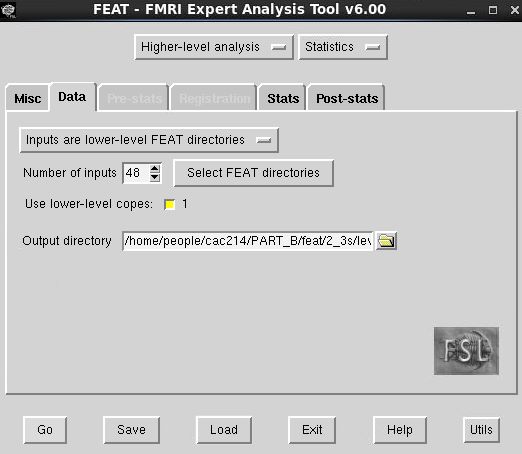 FEAT - FMRI Expert Analysis Tool v6.00
Higher-level analysis Statistics
Misc Data Pre-stats Registration Stats Post-stats
Inputs are lower-level FEAT directories
Number of inputs 48 Select FEAT directories
Use lower-level copes: 1
Output directory /home/people/cac214/PART_B/feat/2_3s/lev
FSL
Go Save Load Exit Help Utils